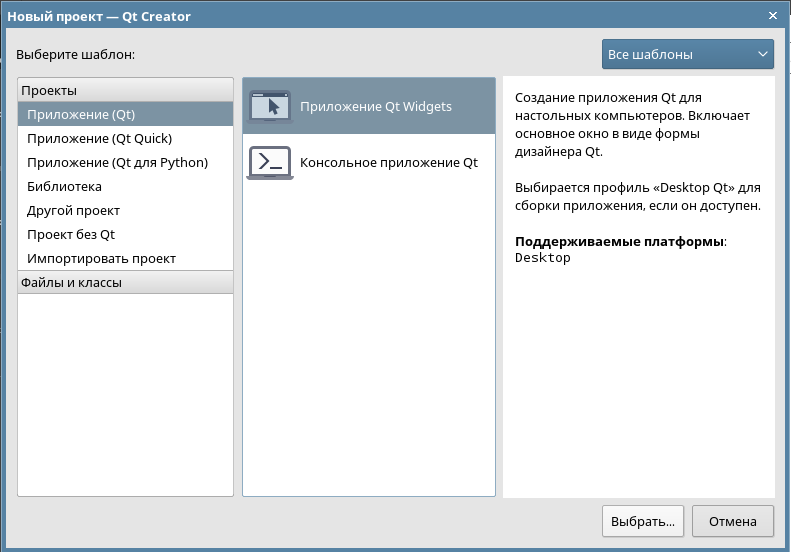 Новый проект — Qt Creator
Выберите шаблон:
Все шаблоны
Проекты
Приложение (Qt)
Приложение (Qt Quick)
Приложение (Qt для Python)
Библиотека
Другой проект
Проект без Qt
Импортировать проект
Файлы и классы
Приложение Qt Widgets
Консольное приложение Qt
Создание приложения Qt для
настольных компьютеров. Включает
основное окно в виде формы
дизайнера Qt.
Выбирается профиль «Desktop Qt» для
сборки приложения, если он доступен.
Поддерживаемые платформы:
Desktop
Выбрать...
Отмена